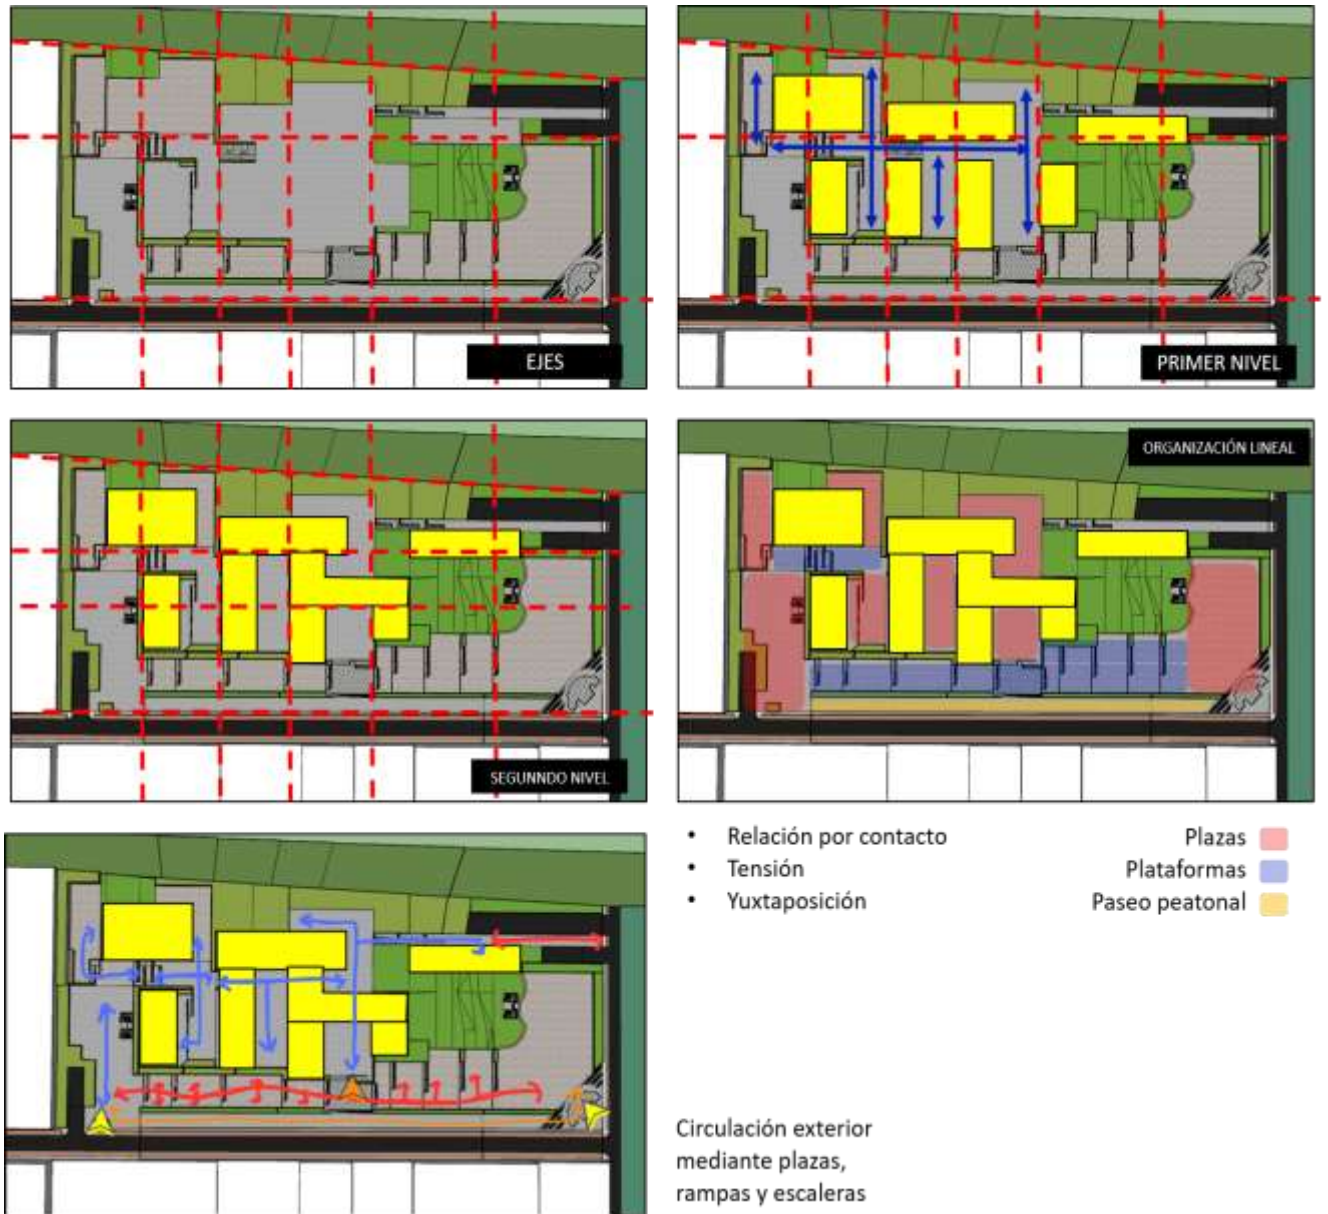 EJES
PRIMER NIVEL
SEGUNNDO NIVEL
ORGANIZACIÓN LINEAL
• Relación por contacto
• Tensión
• Yuxtaposición
Plazas
Plataformas
Paseo peatonal
Circulación exterior
mediante plazas,
rampas y escaleras